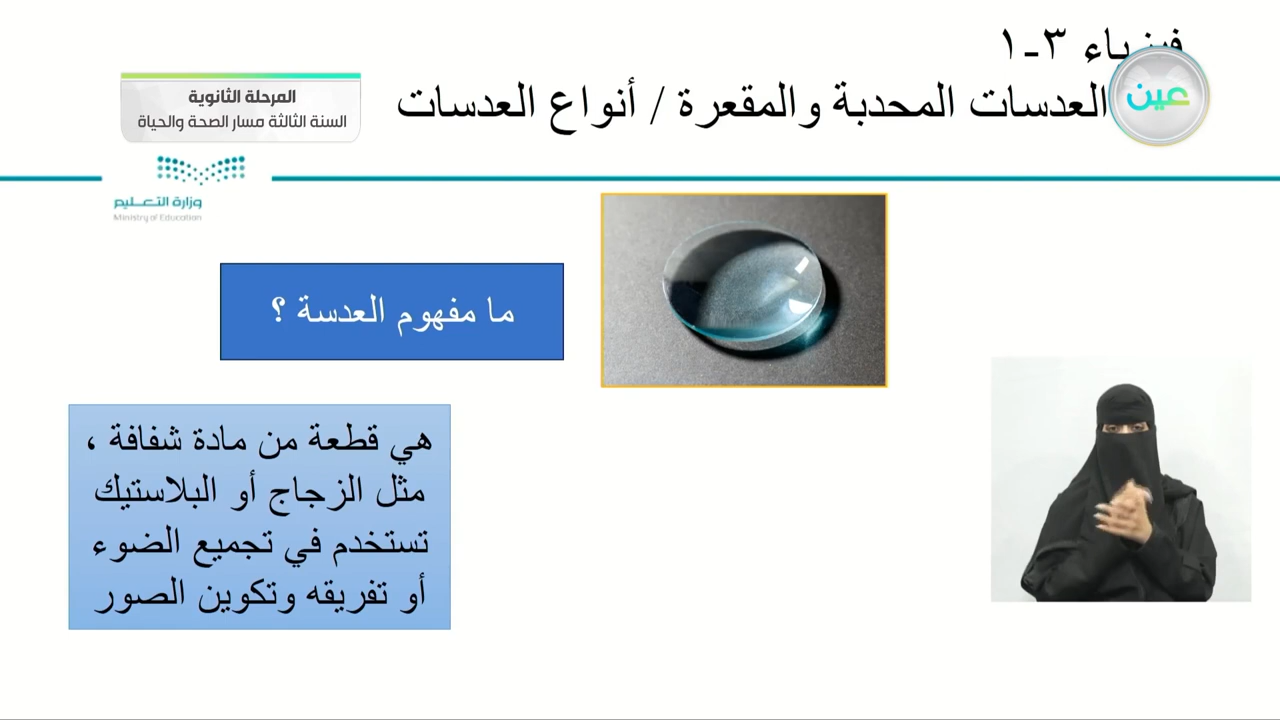 فيزياء ٣-١
العدسات المحدبة والمقعرة / أنواع العدسات
عين
المرحلة الثانوية
السنة الثالثة مسار الصحة والحياة
وزارة التعليم
Ministry of Education
ما مفهوم العدسة ؟
هي قطعة من مادة شفافة ،
مثل الزجاج أو البلاستيك
تستخدم في تجميع الضوء
أو تفريقه وتكوين الصور